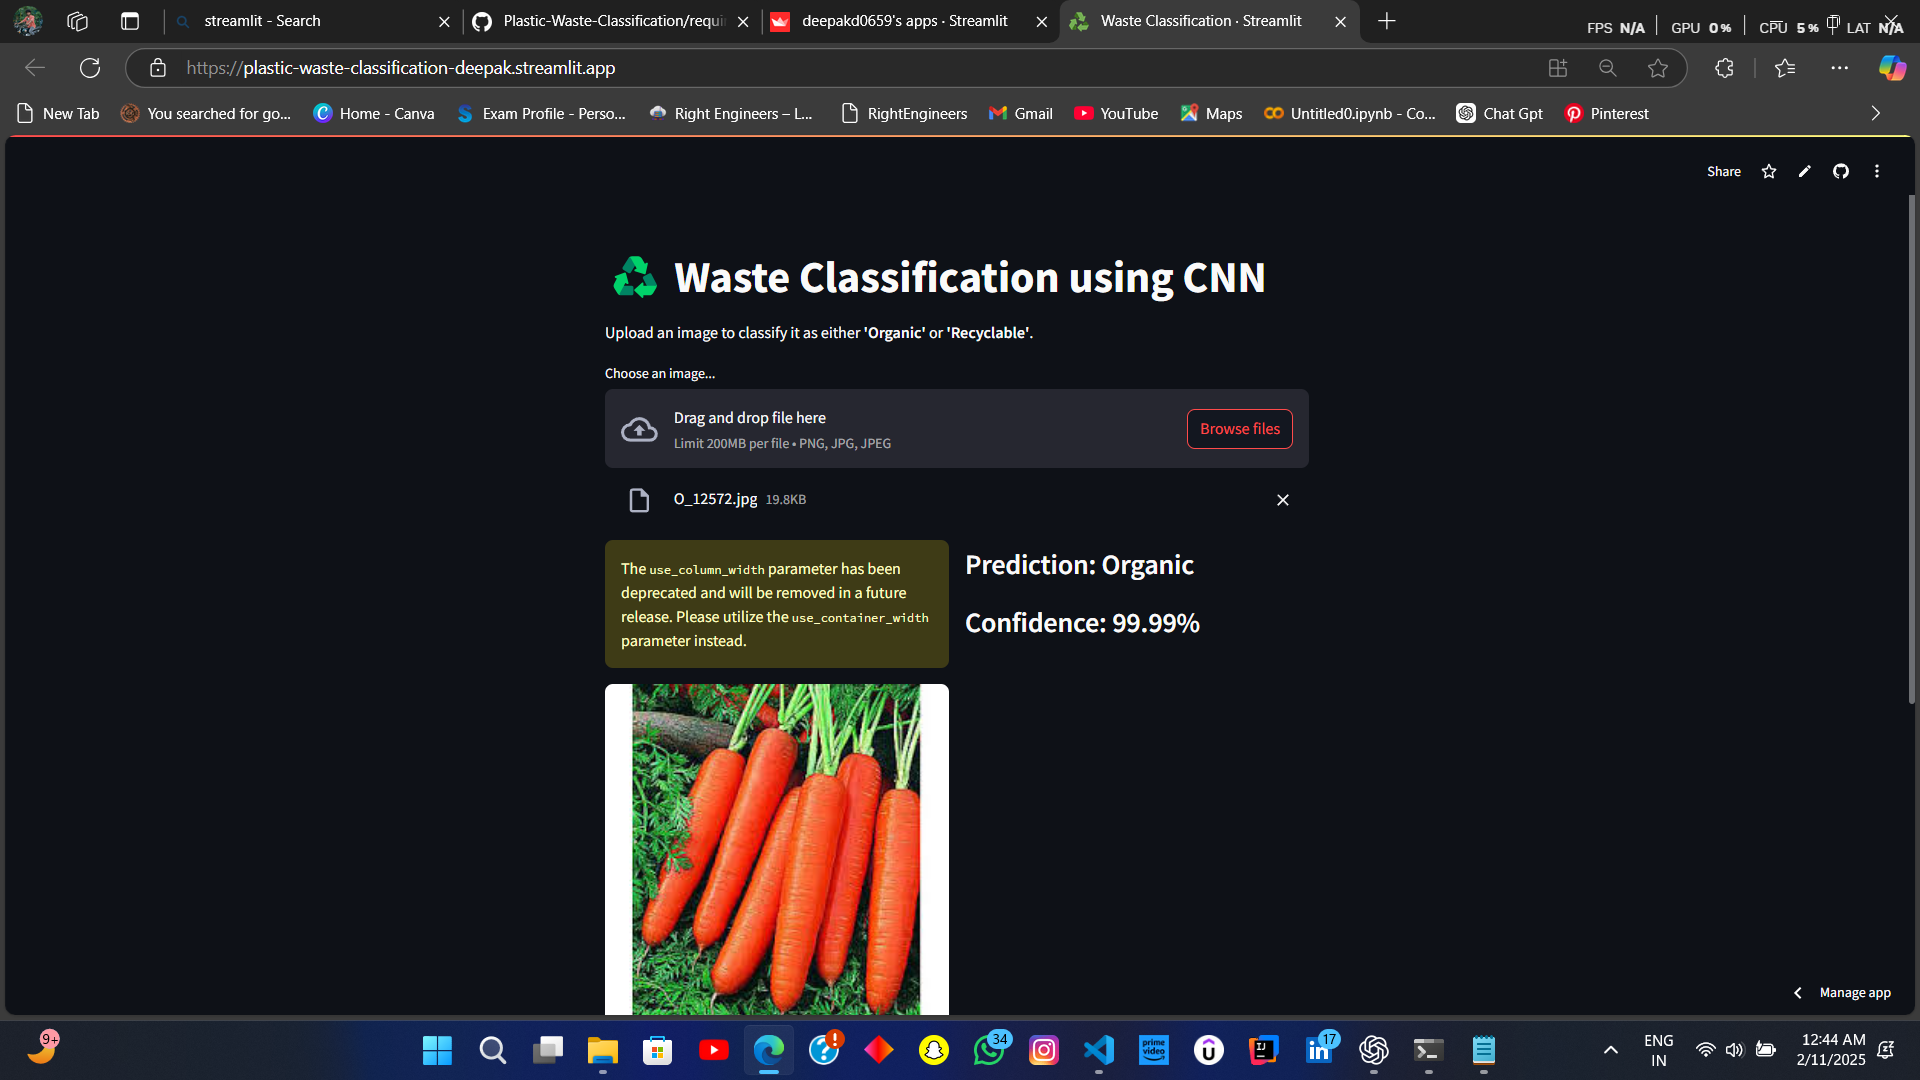 streamlit - Search
Plastic-Waste-Classification/requi
deepakd0659's apps · Streamlit
Waste Classification · Streamlit
FPS N/A
GPU 0%
CPU 5%
LAT N/A
https://plastic-waste-classification-deepak.streamlit.app
New Tab
You searched for go...
Home - Canva
Exam Profile - Perso...
Right Engineers – L...
RightEngineers
Gmail
YouTube
Maps
Untitled0.ipynb - Co...
Chat Gpt
Pinterest
Share
Waste Classification using CNN
Upload an image to classify it as either 'Organic' or 'Recyclable'.
Choose an image...
Drag and drop file here
Limit 200MB per file • PNG, JPG, JPEG
Browse files
O_12572.jpg 19.8KB
The use_column_width parameter has been
deprecated and will be removed in a future
release. Please utilize the use_container_width
parameter instead.
Prediction: Organic
Confidence: 99.99%
Manage app
9+
prime video
34
IJ
in
17
ENG
IN
12:44 AM
2/11/2025